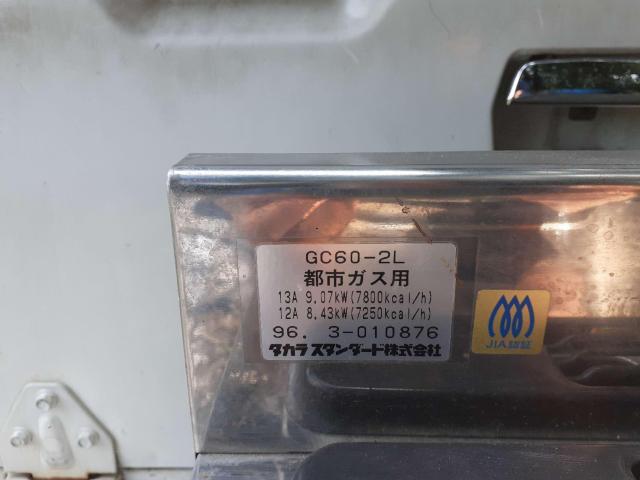 GC60-2L
都市ガス用
13A 9.07kW(7800kcal/h)
12A 8.43kW(7250kcal/h)
96. 3-010876
タカラスタンダード株式会社
JIA認証